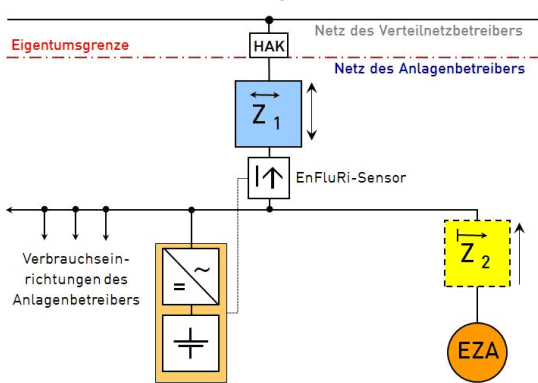 Netz des Verteilnetzbetreibers
Eigentumsgrenze
HAK
Netz des Anlagenbetreibers
Z 1
EnFluRi-Sensor
Verbrauchsein-
richtungen des
Anlagenbetreibers
~
=
Z 2
EZA